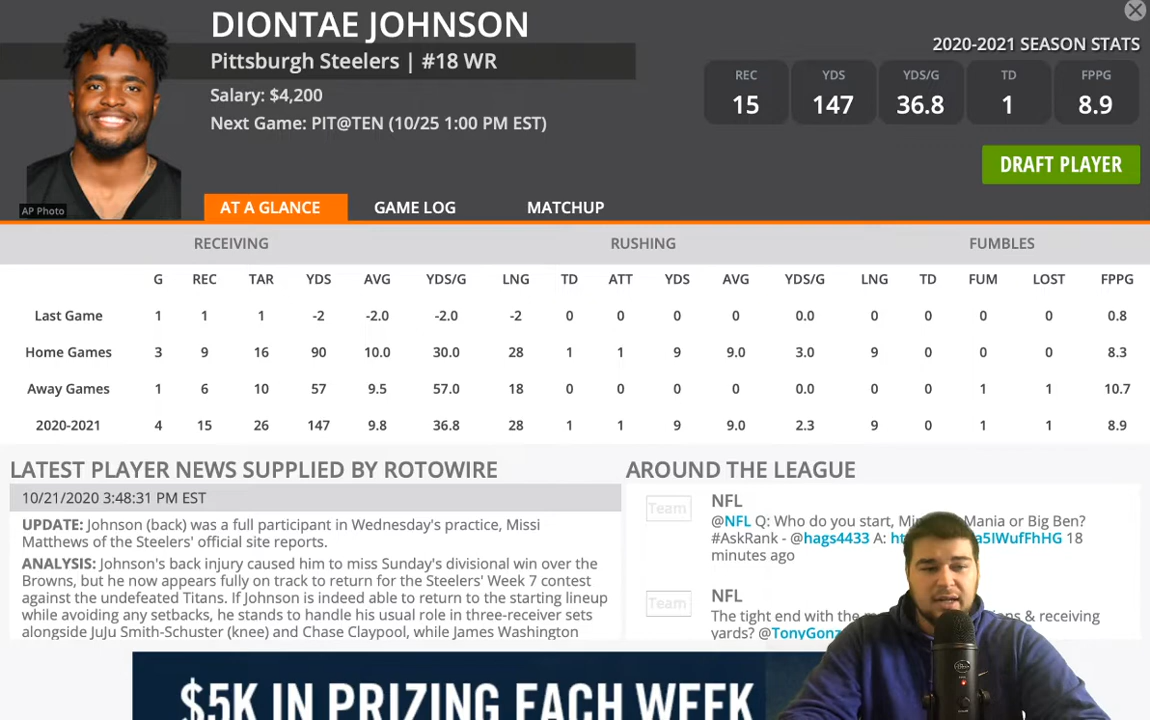 DIONTAE JOHNSON
Pittsburgh Steelers | #18 WR
Salary: $4,200
Next Game: PIT@TEN (10/25 1:00 PM EST)
2020-2021 SEASON STATS
REC YDS YDS/G TD FPPG
15 147 36.8 1 8.9
DRAFT PLAYER
AP Photo
AT A GLANCE GAME LOG MATCHUP
RECEIVING RUSHING FUMBLES
G REC TAR YDS AVG YDS/G LNG TD ATT YDS AVG YDS/G LNG TD FUM LOST FPPG
Last Game 1 1 1 -2 -2.0 -2.0 -2 0 0 0 0 0.0 0 0 0 0 0.8
Home Games 3 9 16 90 10.0 30.0 28 1 1 9 9.0 3.0 9 0 0 0 8.3
Away Games 1 6 10 57 9.5 57.0 18 0 0 0 0 0.0 0 0 1 1 10.7
2020-2021 4 15 26 147 9.8 36.8 28 1 1 9 9.0 2.3 9 0 1 1 8.9
LATEST PLAYER NEWS SUPPLIED BY ROTOWIRE
10/21/2020 3:48:31 PM EST
UPDATE: Johnson (back) was a full participant in Wednesday's practice, Missi
Matthews of the Steelers' official site reports.
ANALYSIS: Johnson's back injury caused him to miss Sunday's divisional win over the
Browns, but he now appears fully on track to return for the Steelers' Week 7 contest
against the undefeated Titans. If Johnson is indeed able to return to the starting lineup
while avoiding any setbacks, he stands to handle his usual role in three-receiver sets
alongside JuJu Smith-Schuster (knee) and Chase Claypool, while James Washington
AROUND THE LEAGUE
Team
NFL
@NFL Q: Who do you start, Mania or Big Ben?
#AskRank - @hags4433 A: a5IWufFhHG 18
minutes ago
Team
NFL
The tight end with the & receiving
yards?
$5K IN PRIZING EACH WEEK